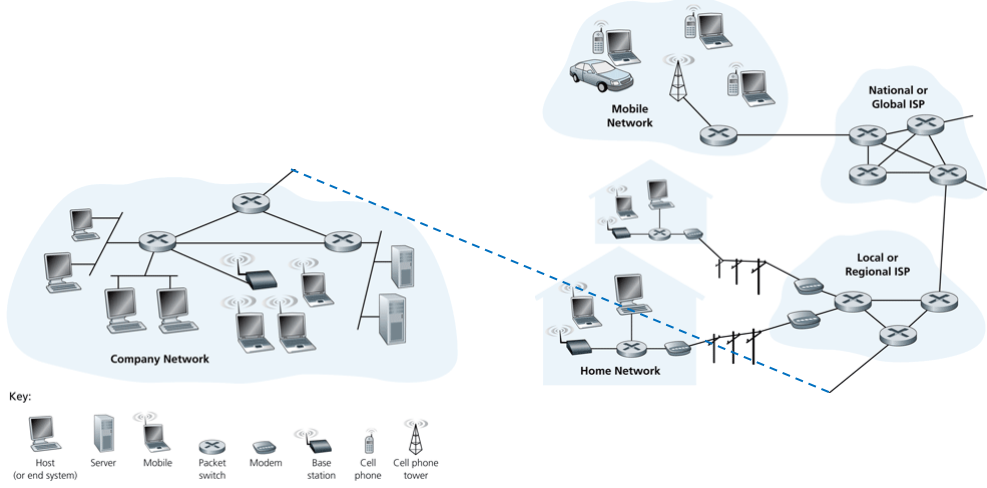 Mobile
Network
National or
Global ISP
Local or
Regional ISP
Company Network
Home Network
Key:
Host
(or end system)
Server
Mobile
Packet
switch
Modem
Base
station
Cell
phone
Cell phone
tower